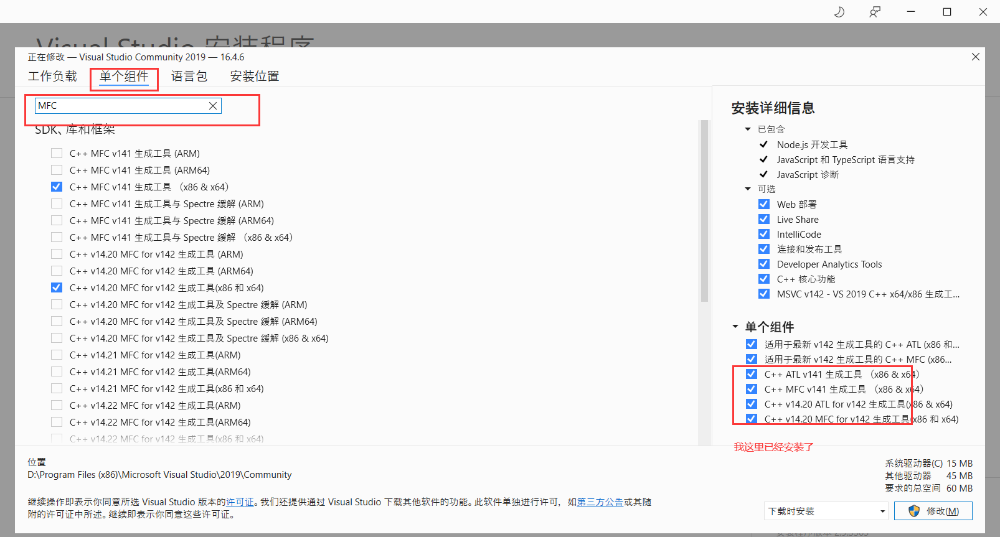 Visual Studio 安装程序
正在修改 — Visual Studio Community 2019 — 16.4.6
工作负载 单个组件 语言包 安装位置
MFC
SDK、库和框架
C++ MFC v141 生成工具 (ARM)
C++ MFC v141 生成工具 (ARM64)
C++ MFC v141 生成工具 （x86 & x64）
C++ MFC v141 生成工具与 Spectre 缓解 (ARM)
C++ MFC v141 生成工具与 Spectre 缓解 (ARM64)
C++ MFC v141 生成工具与 Spectre 缓解 （x86 & x64）
C++ v14.20 MFC for v142 生成工具 (ARM)
C++ v14.20 MFC for v142 生成工具 (ARM64)
C++ v14.20 MFC for v142 生成工具(x86 和 x64)
C++ v14.20 MFC for v142 生成工具及 Spectre 缓解 (ARM)
C++ v14.20 MFC for v142 生成工具及 Spectre 缓解 (ARM64)
C++ v14.20 MFC for v142 生成工具及 Spectre 缓解 (x86 & x64)
C++ v14.21 MFC for v142 生成工具(ARM)
C++ v14.21 MFC for v142 生成工具(ARM64)
C++ v14.21 MFC for v142 生成工具(x86 和 x64)
C++ v14.22 MFC for v142 生成工具(ARM)
C++ v14.22 MFC for v142 生成工具(ARM64)
C++ v14.22 MFC for v142 生成工具(x86 和 x64)
安装详细信息
已包含
Node.js 开发工具
JavaScript 和 TypeScript 语言支持
JavaScript 诊断
可选
Web 部署
Live Share
IntelliCode
连接和发布工具
Developer Analytics Tools
C++ 核心功能
MSVC v142 - VS 2019 C++ x64/x86 生成工...
单个组件
适用于最新 v142 生成工具的 C++ ATL (x86 和...
适用于最新 v142 生成工具的 C++ MFC (x86...
C++ ATL v141 生成工具 （x86 & x64）
C++ MFC v141 生成工具 （x86 & x64）
C++ v14.20 ATL for v142 生成工具(x86 & x64)
C++ v14.20 MFC for v142 生成工具(x86 和 x64)
我这里已经安装了
位置
D:\Program Files (x86)\Microsoft Visual Studio\2019\Community
继续操作即表示你同意所选 Visual Studio 版本的许可证。我们还提供通过 Visual Studio 下载其他软件的功能。此软件单独进行许可，如第三方公告或其随
附的许可证中所述。继续即表示你同意这些许可证。
系统驱动器(C) 15 MB
其他驱动器 45 MB
要求的总空间 60 MB
下载时安装
修改(M)